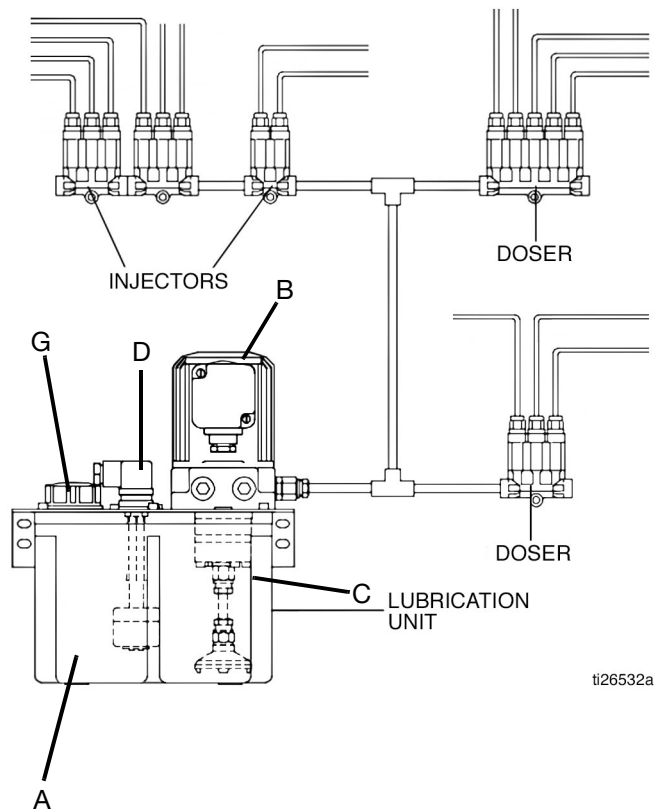 DOSER
INJECTORS
B
G
D
DOSER
C
LUBRICATION
UNIT
ti26532a
A